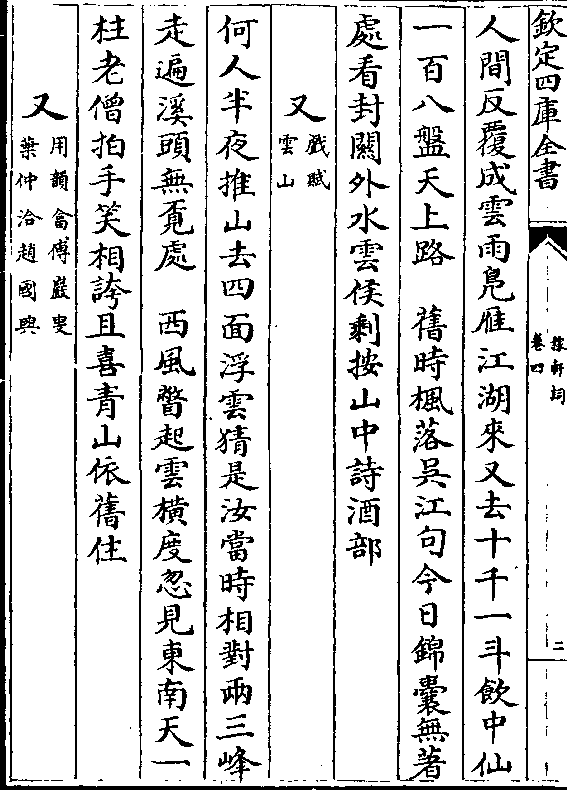 欽定四庫全書
稼軒詞
卷四
二
人間反覆成雲雨鳧雁江湖來又去十千一斗飲中仙
一百八盤天上路　舊時楓落吳江句今日錦囊無著
處看封關外水雲侯剩按山中詩酒部
又戲賦
雲山
何人半夜推山去四面浮雲猜是汝當時相對兩三峰
走遍溪頭無覔處　西風瞥起雲橫度忽見東南天一
柱老僧拍手笑相誇且喜青山依舊住
又用韻畣傅巖叟
葉仲洽趙國興